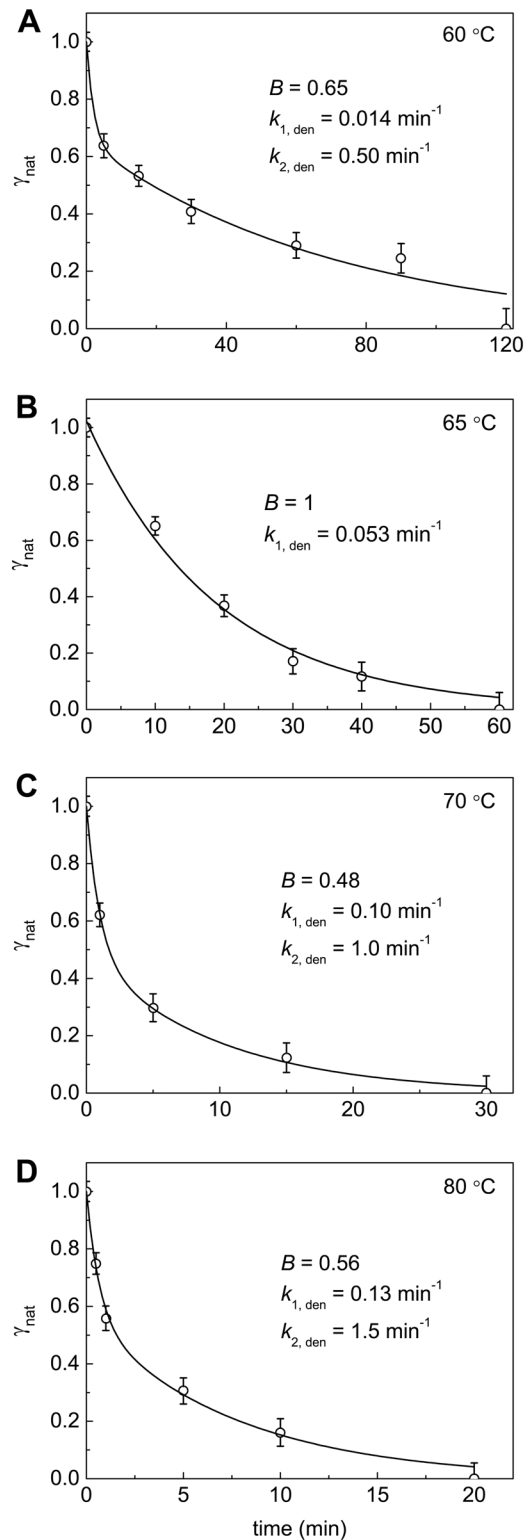 A
60 °C
B = 0.65
k1, den = 0.014 min-1
k2, den = 0.50 min-1
γnat
1.0
0.8
0.6
0.4
0.2
0.0
0 40 80 120
B
65 °C
B = 1
k1, den = 0.053 min-1
γnat
1.0
0.8
0.6
0.4
0.2
0.0
0 10 20 30 40 50 60
C
70 °C
B = 0.48
k1, den = 0.10 min-1
k2, den = 1.0 min-1
γnat
1.0
0.8
0.6
0.4
0.2
0.0
0 10 20 30
D
80 °C
B = 0.56
k1, den = 0.13 min-1
k2, den = 1.5 min-1
γnat
1.0
0.8
0.6
0.4
0.2
0.0
0 5 10 15 20
time (min)